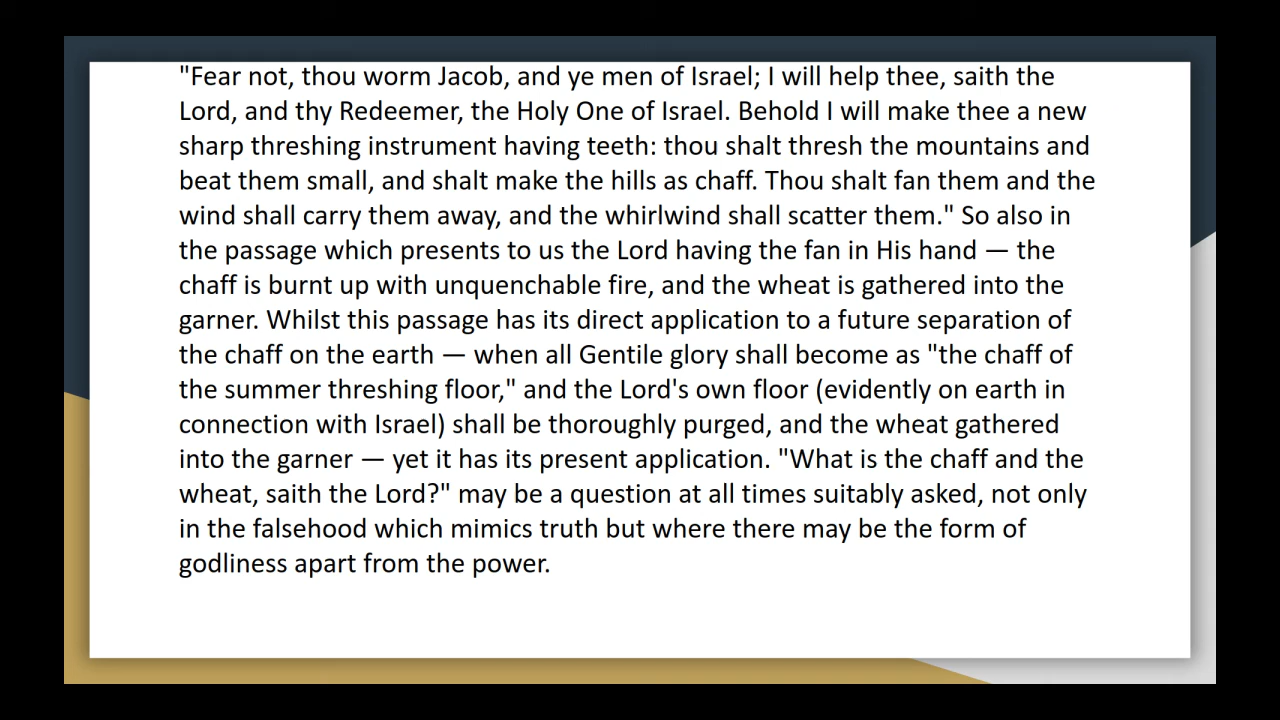 "Fear not, thou worm Jacob, and ye men of Israel; I will help thee, saith the
Lord, and thy Redeemer, the Holy One of Israel. Behold I will make thee a new
sharp threshing instrument having teeth: thou shalt thresh the mountains and
beat them small, and shalt make the hills as chaff. Thou shalt fan them and the
wind shall carry them away, and the whirlwind shall scatter them." So also in
the passage which presents to us the Lord having the fan in His hand — the
chaff is burnt up with unquenchable fire, and the wheat is gathered into the
garner. Whilst this passage has its direct application to a future separation of
the chaff on the earth — when all Gentile glory shall become as "the chaff of
the summer threshing floor," and the Lord's own floor (evidently on earth in
connection with Israel) shall be thoroughly purged, and the wheat gathered
into the garner — yet it has its present application. "What is the chaff and the
wheat, saith the Lord?" may be a question at all times suitably asked, not only
in the falsehood which mimics truth but where there may be the form of
godliness apart from the power.